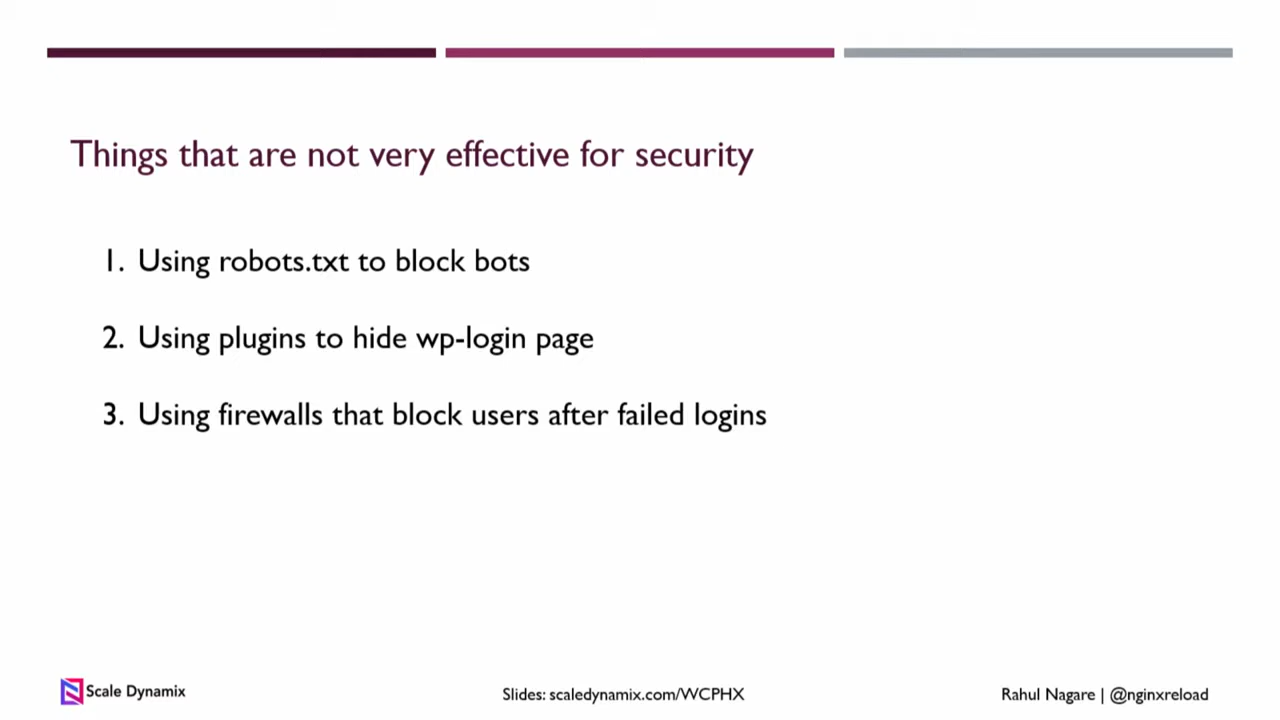 Things that are not very effective for security
1. Using robots.txt to block bots
2. Using plugins to hide wp-login page
3. Using firewalls that block users after failed logins
Scale Dynamix
Slides: scaledynamix.com/WCPHX
Rahul Nagare | @nginxreload